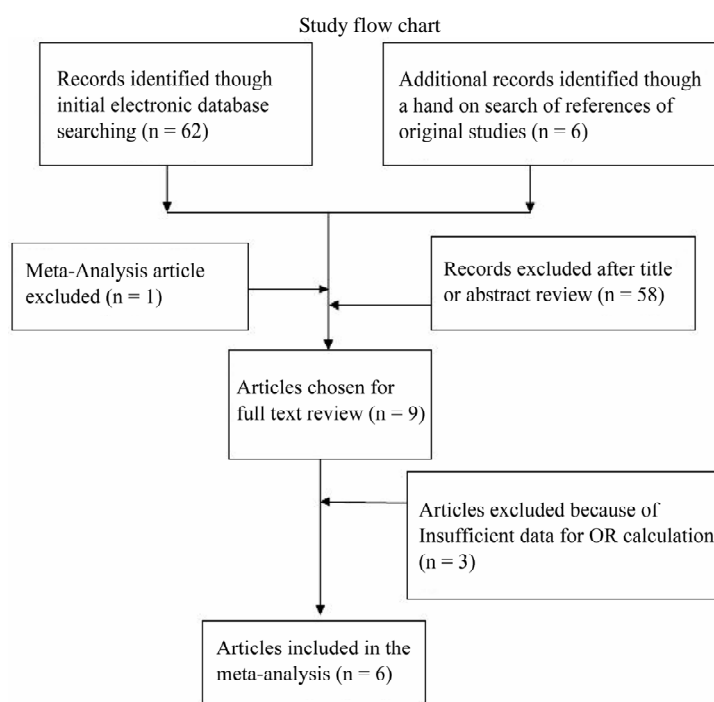 Study flow chart
Records identified though
initial electronic database
searching (n = 62)
Additional records identified though
a hand on search of references of
original studies (n = 6)
Meta-Analysis article
excluded (n = 1)
Records excluded after title
or abstract review (n = 58)
Articles chosen for
full text review (n – 9)
Articles excluded because of
Insufficient data for OR calculation
(n = 3)
Articles included in the
meta-analysis (n = 6)